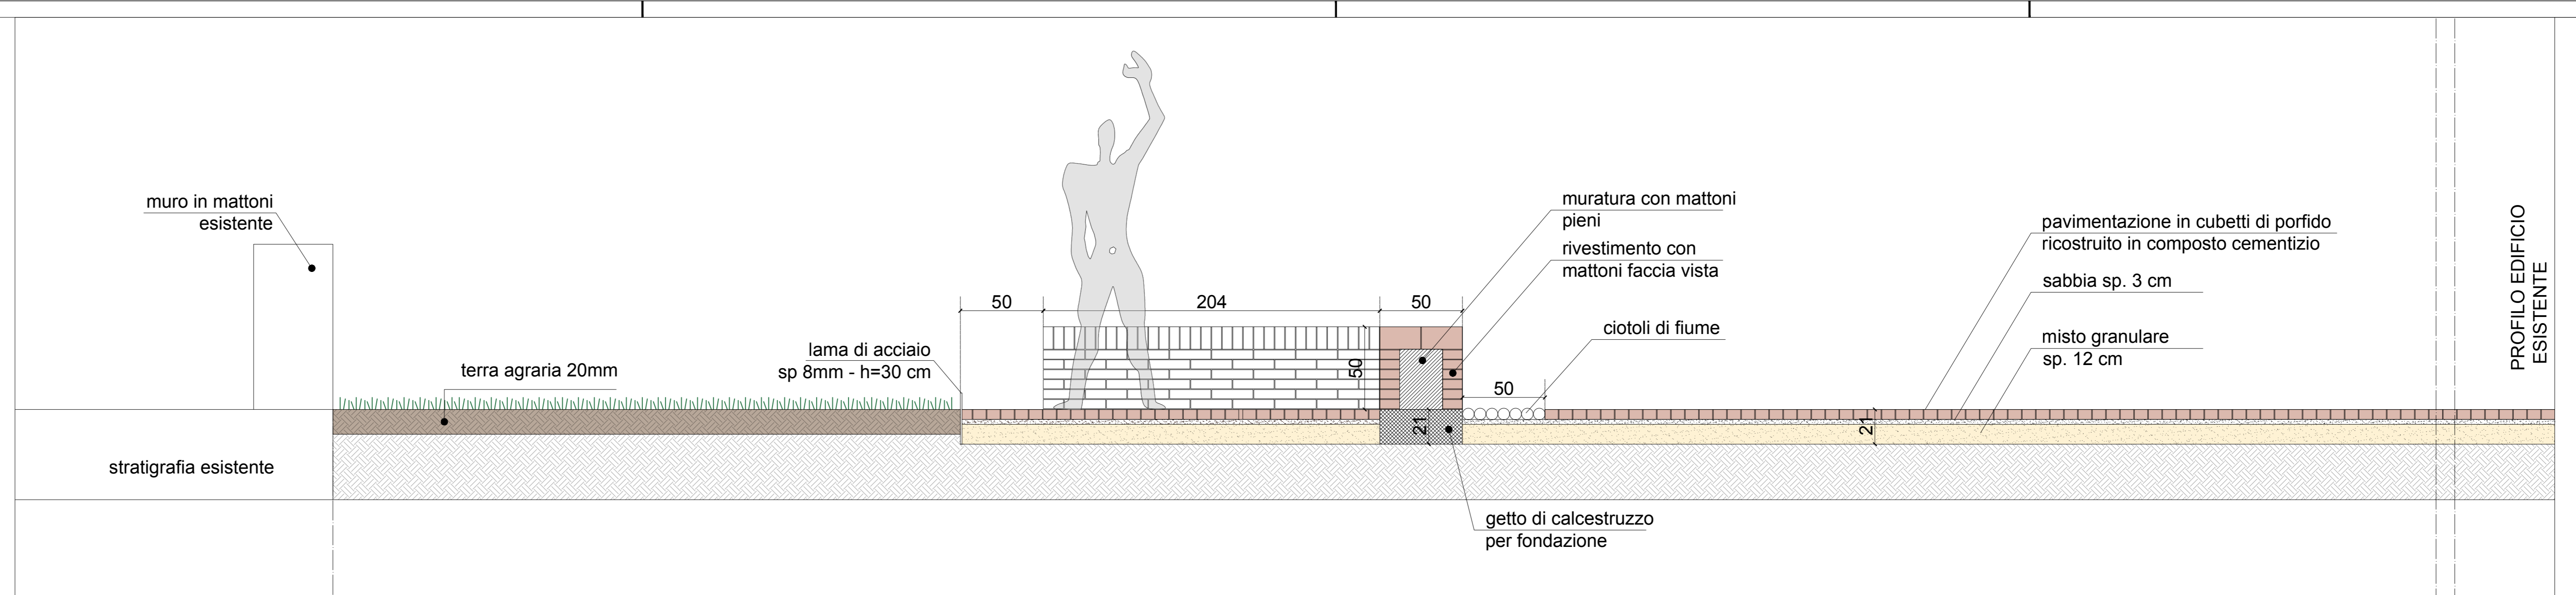 muro in mattoni
esistente
terra agraria 20mm
stratigrafia esistente
lama di acciaio
sp 8mm - h=30 cm
50
204
50
50
21
muratura con mattoni
pieni
rivestimento con
mattoni faccia vista
ciotoli di fiume
50
getto di calcestruzzo
per fondazione
21
pavimentazione in cubetti di porfido
ricostruito in composto cementizio
sabbia sp. 3 cm
misto granulare
sp. 12 cm
PROFILO EDIFICIO
ESISTENTE